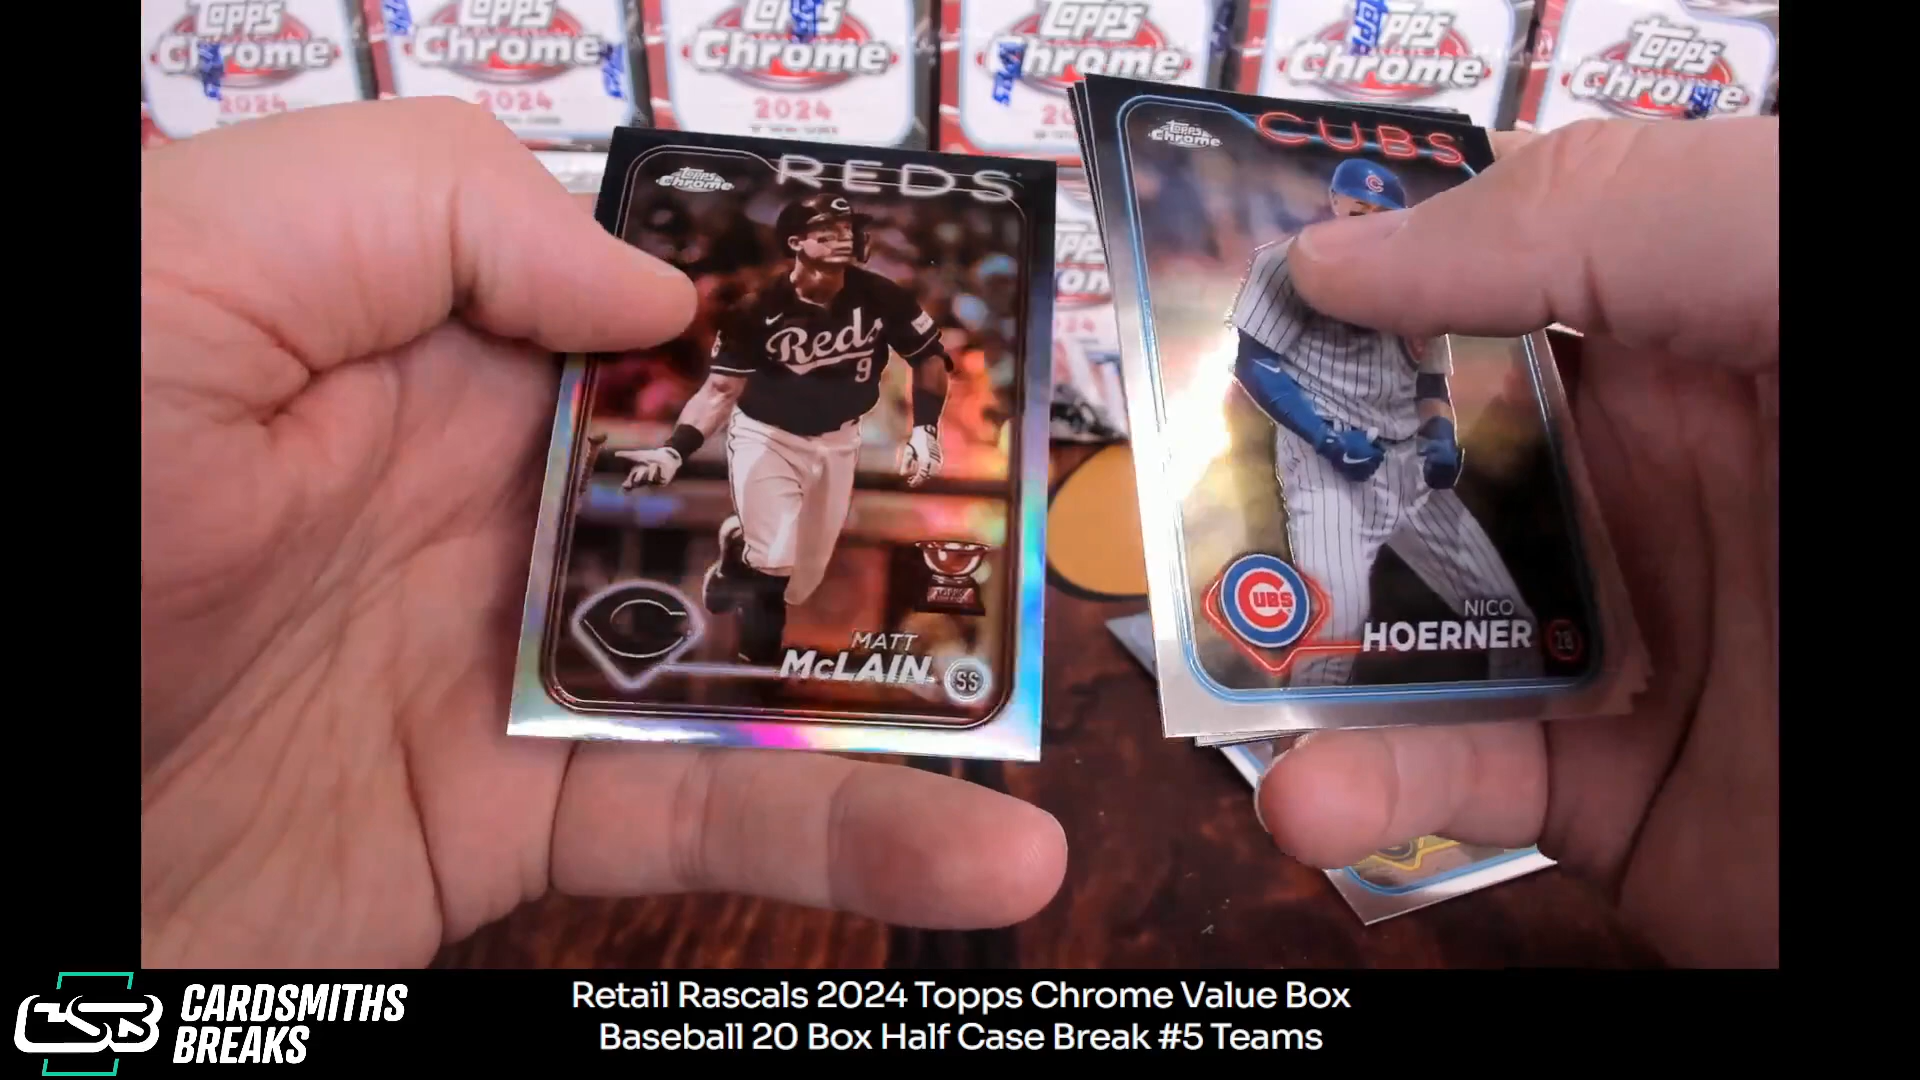 Topps
Chrome
2024
Topps
Chrome
2024
Topps
Chrome
2024
Topps
Chrome
Topps
Chrome
Topps
Chrome
Topps
Chrome
REDS
Reds
9
MATT
McLAIN
SS
Topps
Chrome
CUBS
C
CUBS
NICO
HOERNER
2B
CSB
CARDSMITHS
BREAKS
Retail Rascals 2024 Topps Chrome Value Box
Baseball 20 Box Half Case Break #5 Teams